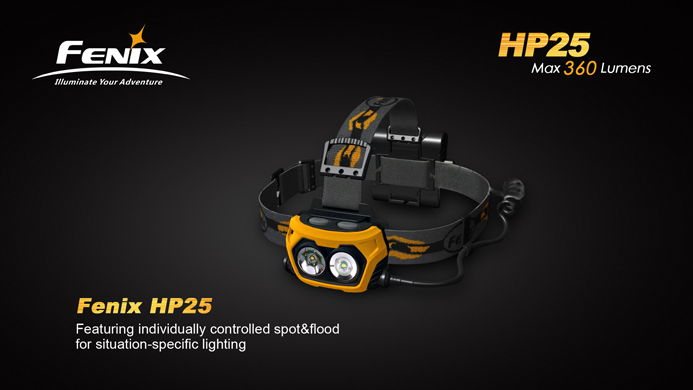 FENIX
Illuminate Your Adventure
HP25
Max 360 Lumens
FENIX
Fenix HP25
Featuring individually controlled spot&flood
for situation-specific lighting